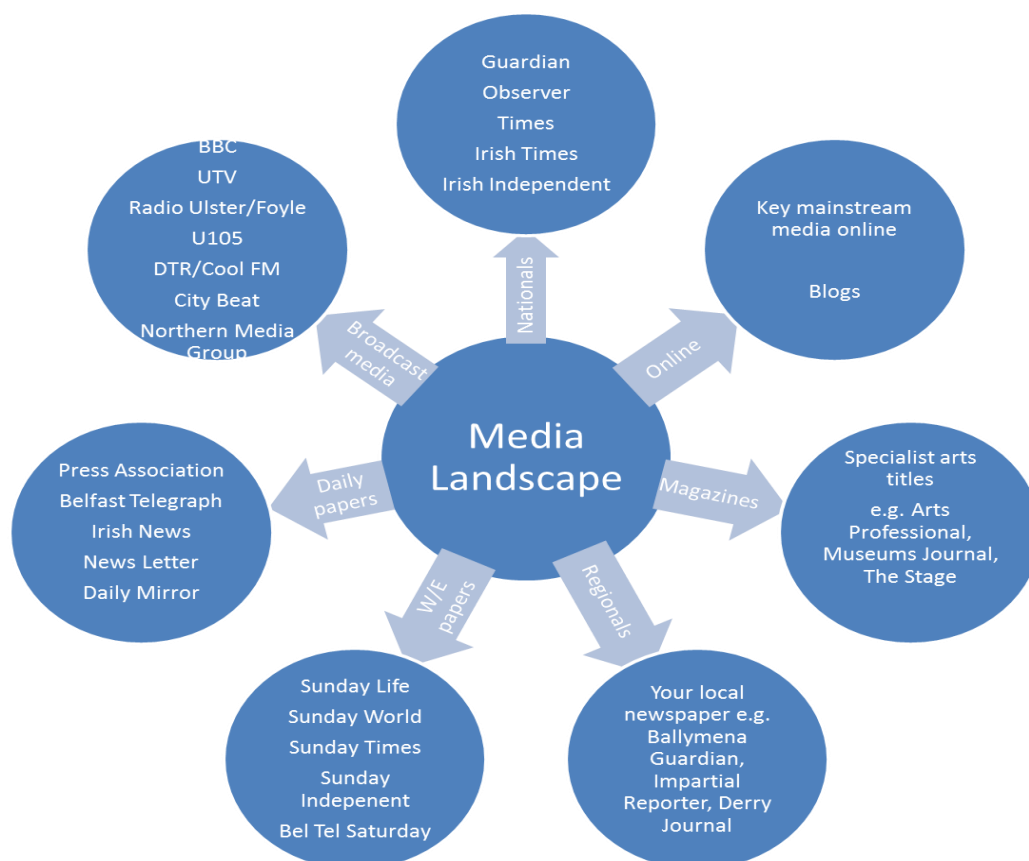 Guardian
Observer
Times
Irish Times
Irish Independent
Nationals
Key mainstream
media online
Blogs
Online
Specialist arts
titles
e.g. Arts
Professional,
Museums Journal,
The Stage
Magazines
Your local
newspaper e.g.
Ballymena
Guardian,
Impartial
Reporter, Derry
Journal
Regionals
Sunday Life
Sunday World
Sunday Times
Sunday
Indepenent
Bel Tel Saturday
W/E
papers
Press Association
Belfast Telegraph
Irish News
News Letter
Daily Mirror
Daily
papers
BBC
UTV
Radio Ulster/Foyle
U105
DTR/Cool FM
City Beat
Northern Media
Group
Broadcast
media
Media
Landscape